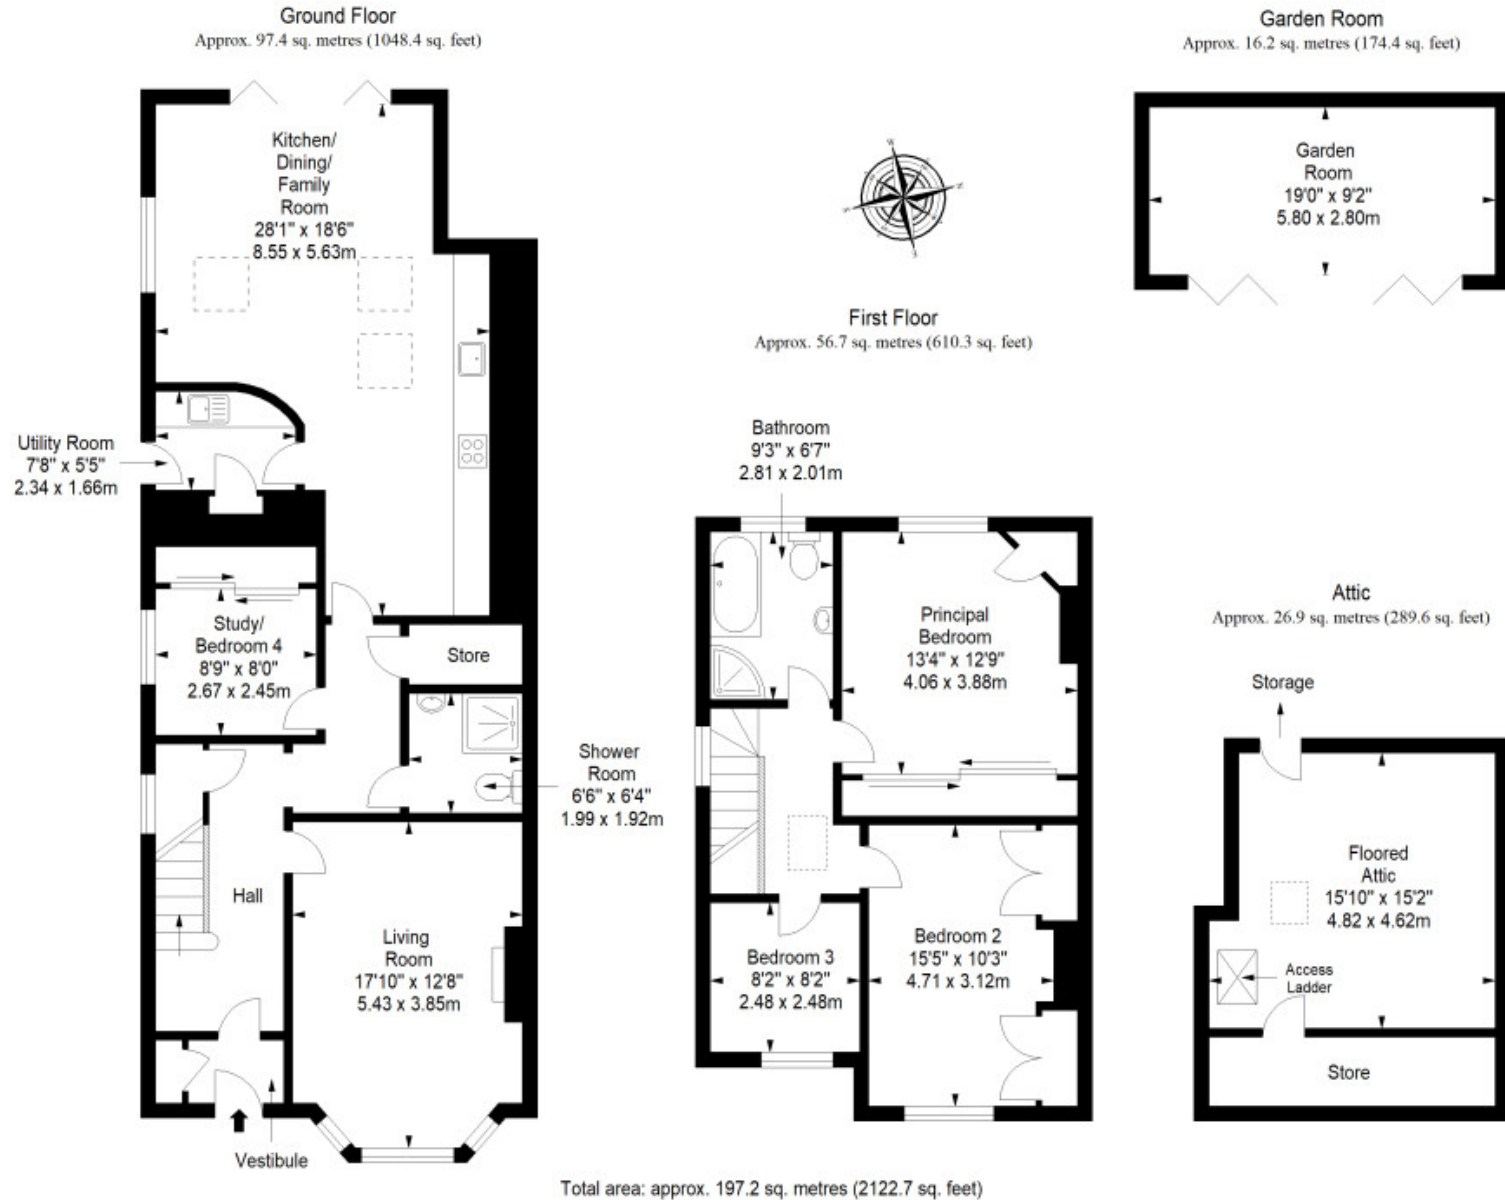 Ground Floor
Approx. 97.4 sq. metres (1048.4 sq. feet)
Garden Room
Approx. 16.2 sq. metres (174.4 sq. feet)
Kitchen/
Dining/
Family
Room
28'1" x 18'6"
8.55 x 5.63m
Garden
Room
19'0" x 9'2"
5.80 x 2.80m
W
N
S
First Floor
Approx. 56.7 sq. metres (610.3 sq. feet)
Utility Room
7'8" x 5'5"
2.34 x 1.66m
Bathroom
9'3" x 6'7"
2.81 x 2.01m
Study/
Bedroom 4
8'9" x 8'0"
2.67 x 2.45m
Store
Principal
Bedroom
13'4" x 12'9"
4.06 x 3.88m
Attic
Approx. 26.9 sq. metres (289.6 sq. feet)
Storage
Shower
Room
6'6" x 6'4"
1.99 x 1.92m
Hall
Living
Room
17'10" x 12'8"
5.43 x 3.85m
Bedroom 3
8'2" x 8'2"
2.48 x 2.48m
Bedroom 2
15'5" x 10'3"
4.71 x 3.12m
Floored
Attic
15'10" x 15'2"
4.82 x 4.62m
Access
Ladder
Store
Vestibule
Total area: approx. 197.2 sq. metres (2122.7 sq. feet)